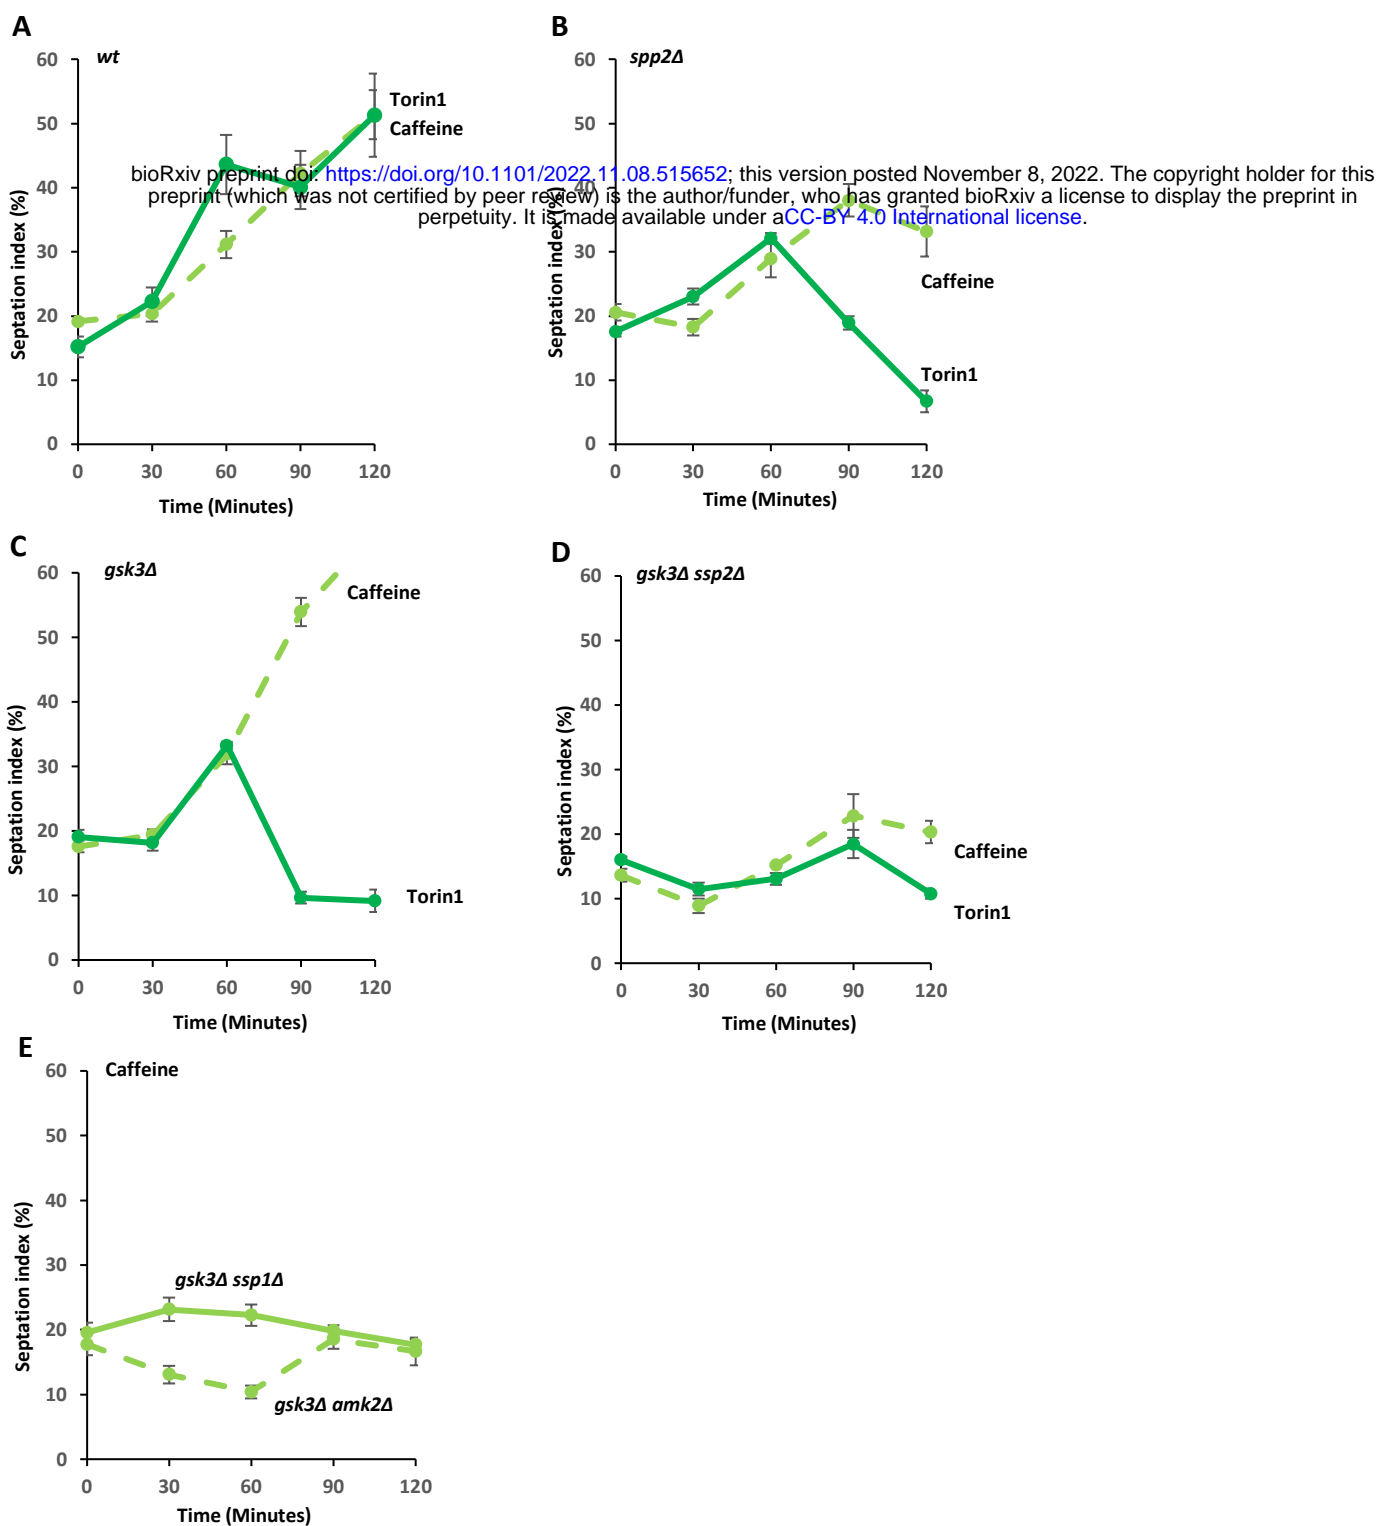 A
wt
60
50
40
30
20
10
0
Septation index (%)
Torin1
Caffeine
0 30 60 90 120
Time (Minutes)
B
spp2Δ
60
50
40
30
20
10
0
Septation index (%)
Caffeine
Torin1
0 30 60 90 120
Time (Minutes)
bioRxiv preprint doi: https://doi.org/10.1101/2022.11.08.515652; this version posted November 8, 2022. The copyright holder for this
preprint (which was not certified by peer review) is the author/funder, who has granted bioRxiv a license to display the preprint in
perpetuity. It is made available under aCC-BY 4.0 International license.
C
gsk3Δ
60
50
40
30
20
10
0
Septation index (%)
Caffeine
Torin1
0 30 60 90 120
Time (Minutes)
D
gsk3Δ ssp2Δ
60
50
40
30
20
10
0
Septation index (%)
Caffeine
Torin1
0 30 60 90 120
Time (Minutes)
E
Caffeine
60
50
40
30
20
10
0
Septation index (%)
gsk3Δ ssp1Δ
gsk3Δ amk2Δ
0 30 60 90 120
Time (Minutes)